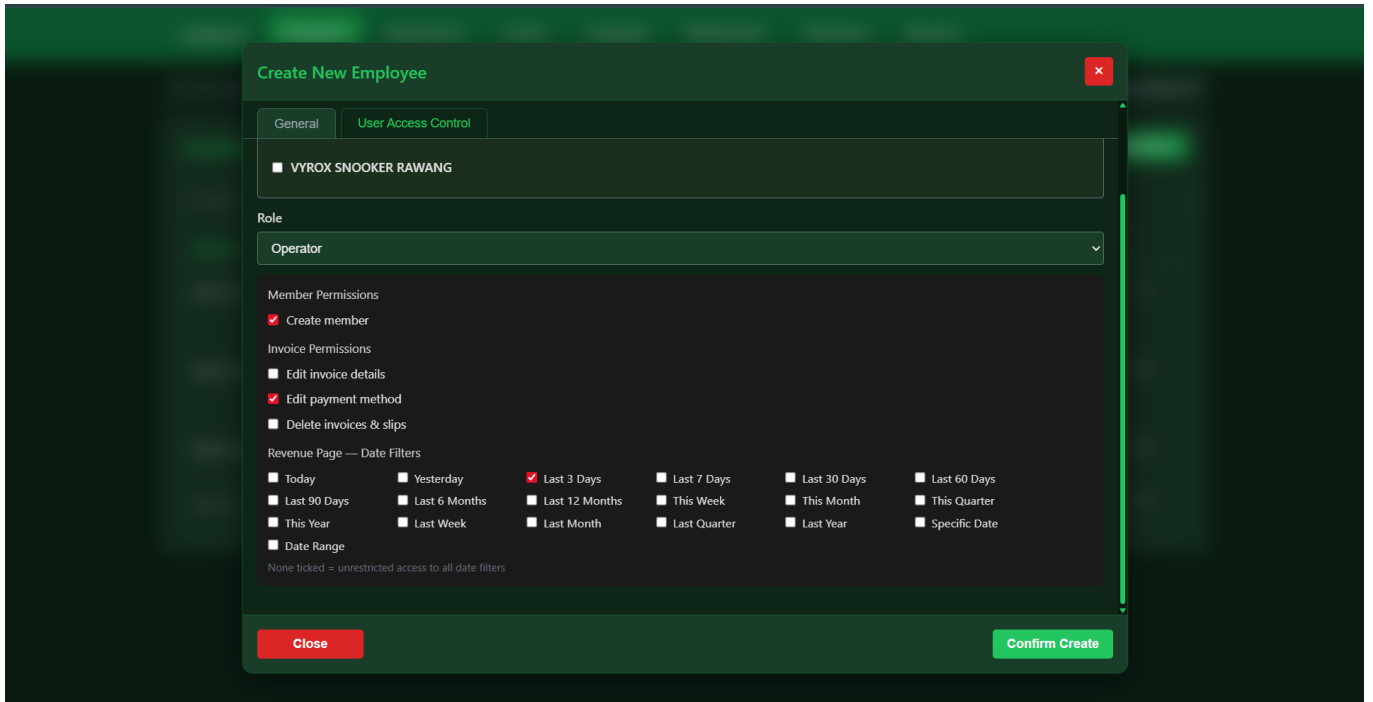 Create New Employee
×
General
User Access Control
VYROX SNOOKER RAWANG
Role
Operator
Member Permissions
Create member
Invoice Permissions
Edit invoice details
Edit payment method
Delete invoices & slips
Revenue Page — Date Filters
Today Yesterday Last 3 Days Last 7 Days Last 30 Days Last 60 Days
Last 90 Days Last 6 Months Last 12 Months This Week This Month This Quarter
This Year Last Week Last Month Last Quarter Last Year Specific Date
Date Range
None ticked = unrestricted access to all date filters
Close
Confirm Create